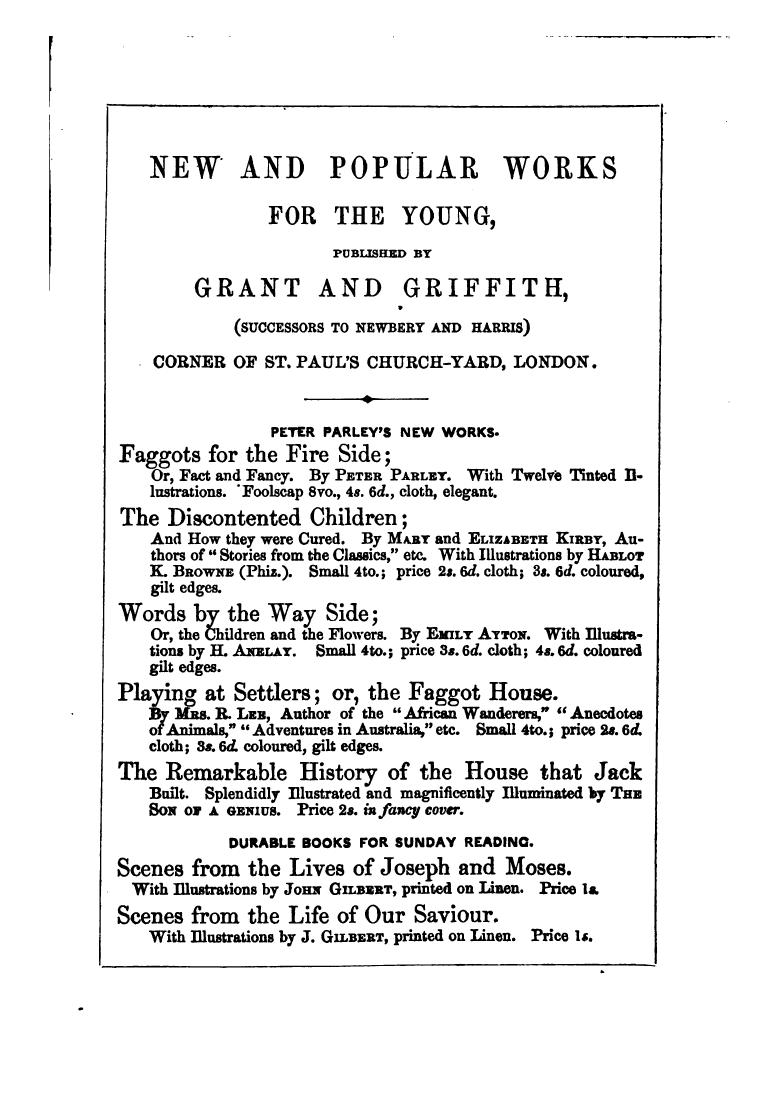 NEW AND POPULAR WORKS
FOR THE YOUNG,
PUBLISHED BY
GRANT AND GRIFFITH,
(SUCCESSORS TO NEWBERY AND HARRIS)
CORNER OF ST. PAUL'S CHURCH-YARD, LONDON.
PETER PARLEY'S NEW WORKS.
Faggots for the Fire Side;
Or, Fact and Fancy. By PETER PARLEY. With Twelve Tinted Il-
lustrations. Foolscap 8vo., 4s. 6d., cloth, elegant.
The Discontented Children;
And How they were Cured. By MARY and ELIZABETH KIRBY, Au-
thors of "Stories from the Classics," etc. With Illustrations by HABLOT
K. BROWNE (Phiz.). Small 4to.; price 2s. 6d. cloth; 3s. 6d. coloured,
gilt edges.
Words by the Way Side;
Or, the Children and the Flowers. By EMILY AYTON. With Illustra-
tions by H. ANELAY. Small 4to.; price 3s. 6d. cloth; 4s. 6d. coloured
gilt edges.
Playing at Settlers; or, the Faggot House.
By MRS. R. LEE, Author of the "African Wanderers," "Anecdotes
of Animals," "Adventures in Australia," etc. Small 4to.; price 2s. 6d.
cloth; 3s. 6d. coloured, gilt edges.
The Remarkable History of the House that Jack
Built. Splendidly Illustrated and magnificently Illuminated by THE
SON OF A GENIUS. Price 2s. in fancy cover.
DURABLE BOOKS FOR SUNDAY READING.
Scenes from the Lives of Joseph and Moses.
With Illustrations by JOHN GILBERT, printed on Linen. Price 1s.
Scenes from the Life of Our Saviour.
With Illustrations by J. GILBERT, printed on Linen. Price 1s.